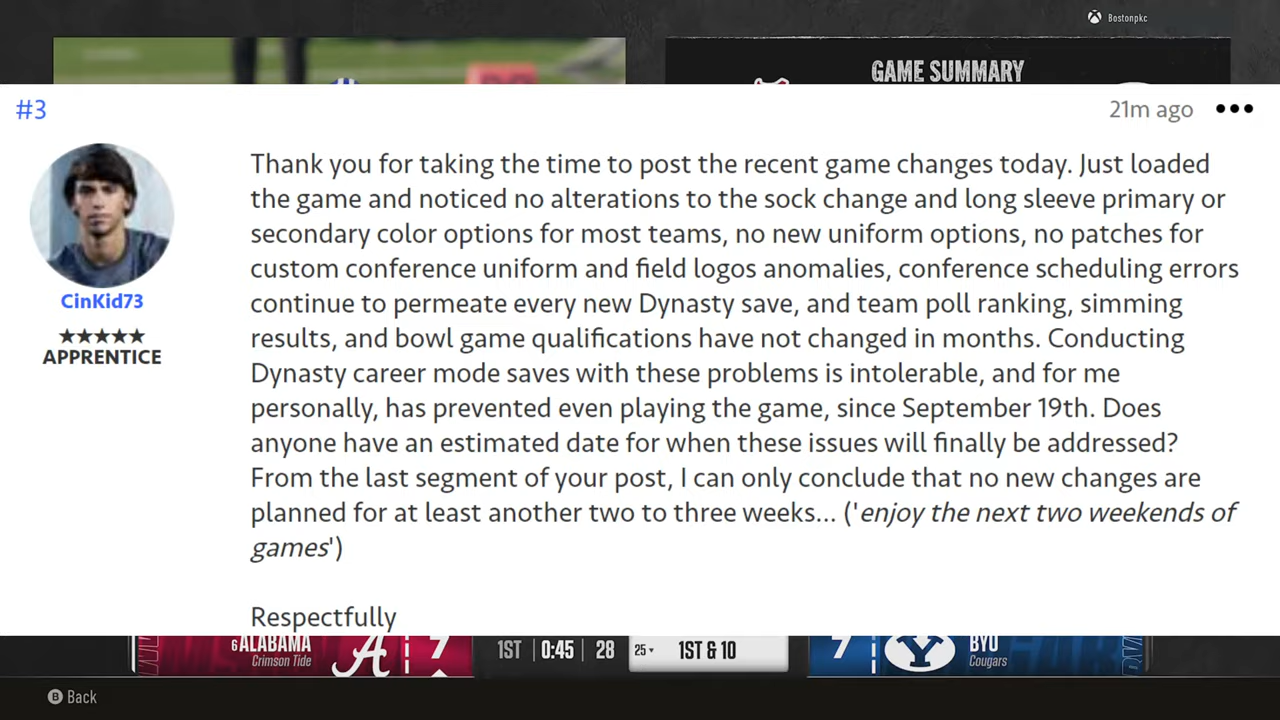 Bostonpkc
GAME SUMMARY
#3
21m ago
Thank you for taking the time to post the recent game changes today. Just loaded
the game and noticed no alterations to the sock change and long sleeve primary or
secondary color options for most teams, no new uniform options, no patches for
custom conference uniform and field logos anomalies, conference scheduling errors
continue to permeate every new Dynasty save, and team poll ranking, simming
results, and bowl game qualifications have not changed in months. Conducting
Dynasty career mode saves with these problems is intolerable, and for me
personally, has prevented even playing the game, since September 19th. Does
anyone have an estimated date for when these issues will finally be addressed?
From the last segment of your post, I can only conclude that no new changes are
planned for at least another two to three weeks... ('enjoy the next two weekends of
games')
Respectfully
CinKid73
★★★★★
APPRENTICE
6 ALABAMA
Crimson Tide
A
7
1ST 0:45 28
25 1ST & 10
7
Y
BYU
Cougars
B Back